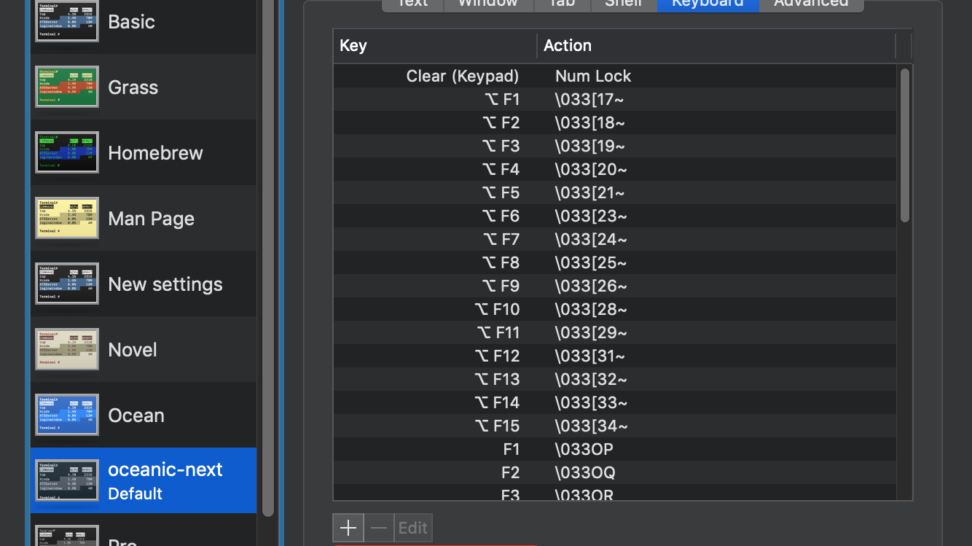 Basic
Grass
Homebrew
Man Page
New settings
Novel
Ocean
oceanic-next
Default
Pro
Text Window Tab Shell Keyboard Advanced
Key Action
Clear (Keypad) Num Lock
⌥ F1 \033[17~
⌥ F2 \033[18~
⌥ F3 \033[19~
⌥ F4 \033[20~
⌥ F5 \033[21~
⌥ F6 \033[23~
⌥ F7 \033[24~
⌥ F8 \033[25~
⌥ F9 \033[26~
⌥ F10 \033[28~
⌥ F11 \033[29~
⌥ F12 \033[31~
⌥ F13 \033[32~
⌥ F14 \033[33~
⌥ F15 \033[34~
F1 \033OP
F2 \033OQ
F3 \033OR
+ — Edit